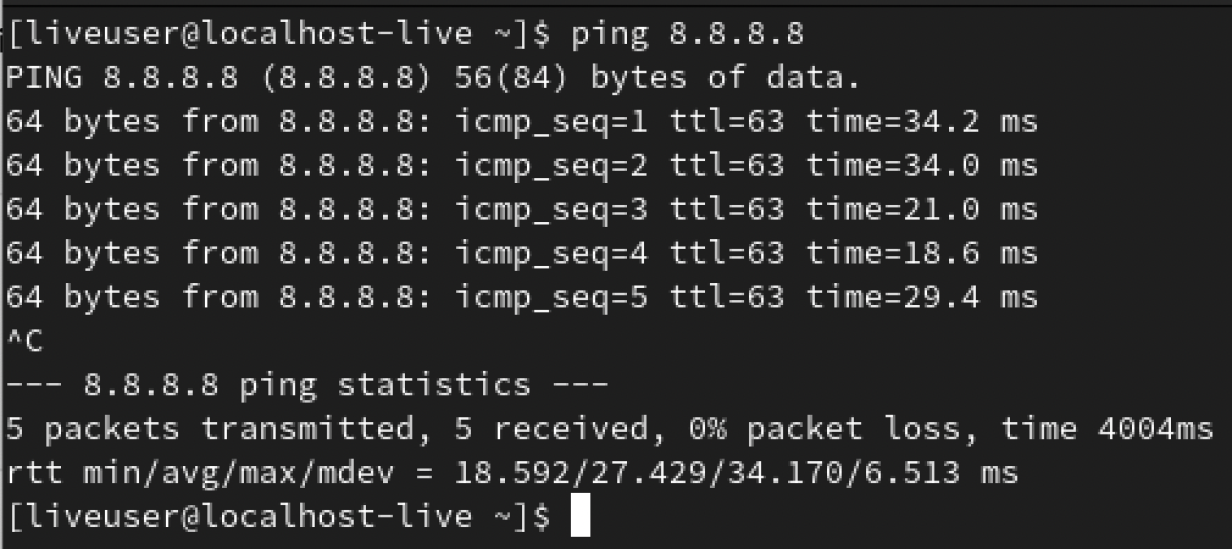 [liveuser@localhost-live ~]$ ping 8.8.8.8
PING 8.8.8.8 (8.8.8.8) 56(84) bytes of data.
64 bytes from 8.8.8.8: icmp_seq=1 ttl=63 time=34.2 ms
64 bytes from 8.8.8.8: icmp_seq=2 ttl=63 time=34.0 ms
64 bytes from 8.8.8.8: icmp_seq=3 ttl=63 time=21.0 ms
64 bytes from 8.8.8.8: icmp_seq=4 ttl=63 time=18.6 ms
64 bytes from 8.8.8.8: icmp_seq=5 ttl=63 time=29.4 ms
^C
--- 8.8.8.8 ping statistics ---
5 packets transmitted, 5 received, 0% packet loss, time 4004ms
rtt min/avg/max/mdev = 18.592/27.429/34.170/6.513 ms
[liveuser@localhost-live ~]$